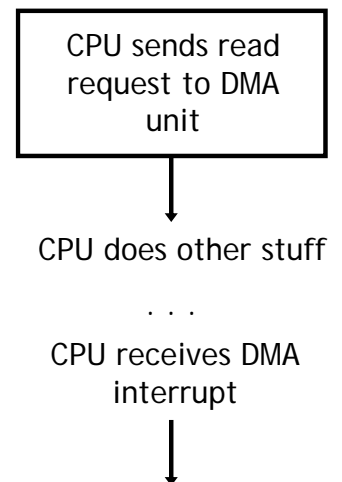 CPU sends read
request to DMA
unit
CPU does other stuff
. . .
CPU receives DMA
interrupt